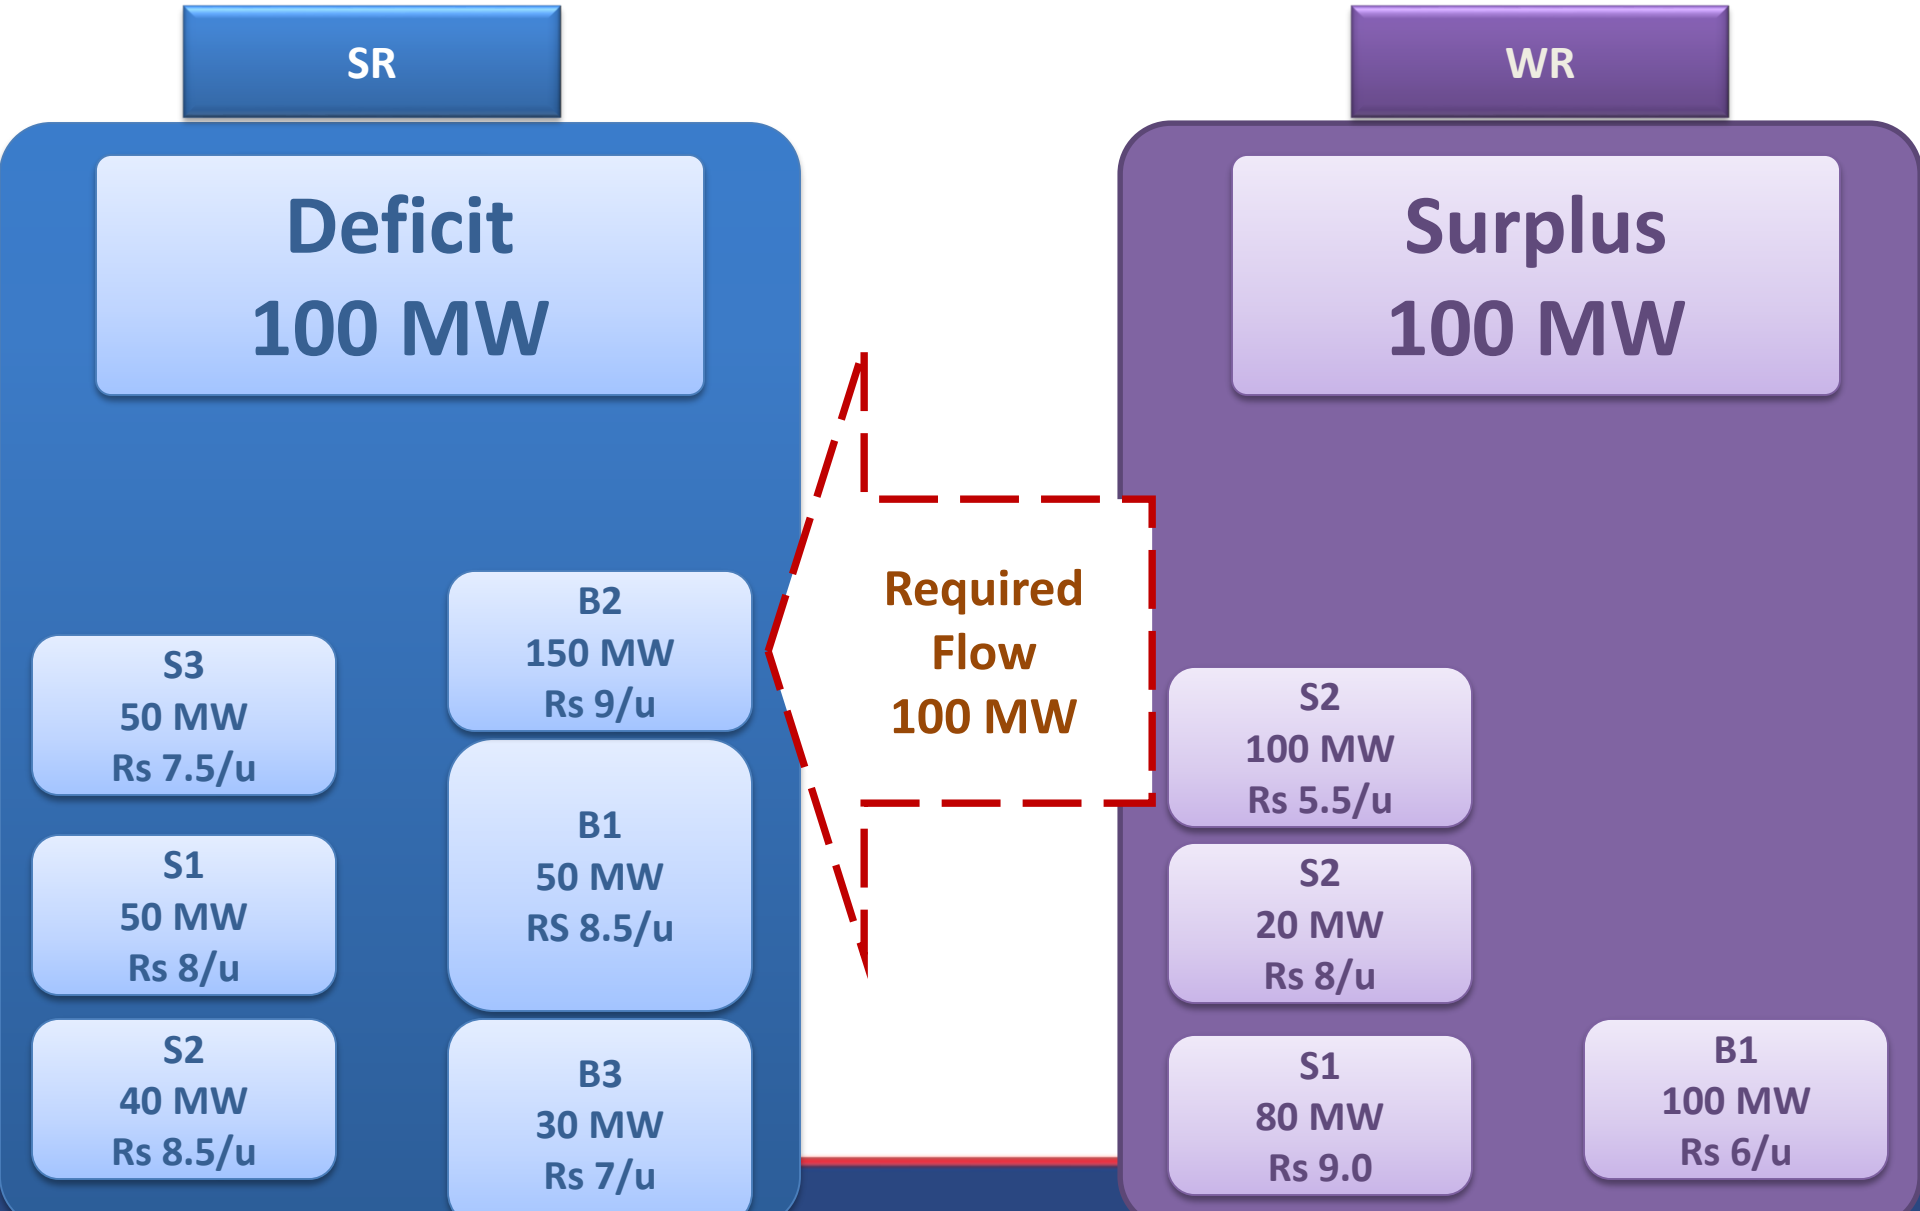 SR
Deficit
100 MW
B2
150 MW
Rs 9/u
S3
50 MW
Rs 7.5/u
B1
50 MW
RS 8.5/u
S1
50 MW
Rs 8/u
S2
40 MW
Rs 8.5/u
B3
30 MW
Rs 7/u
Required
Flow
100 MW
WR
Surplus
100 MW
S2
100 MW
Rs 5.5/u
S2
20 MW
Rs 8/u
S1
80 MW
Rs 9.0
B1
100 MW
Rs 6/u